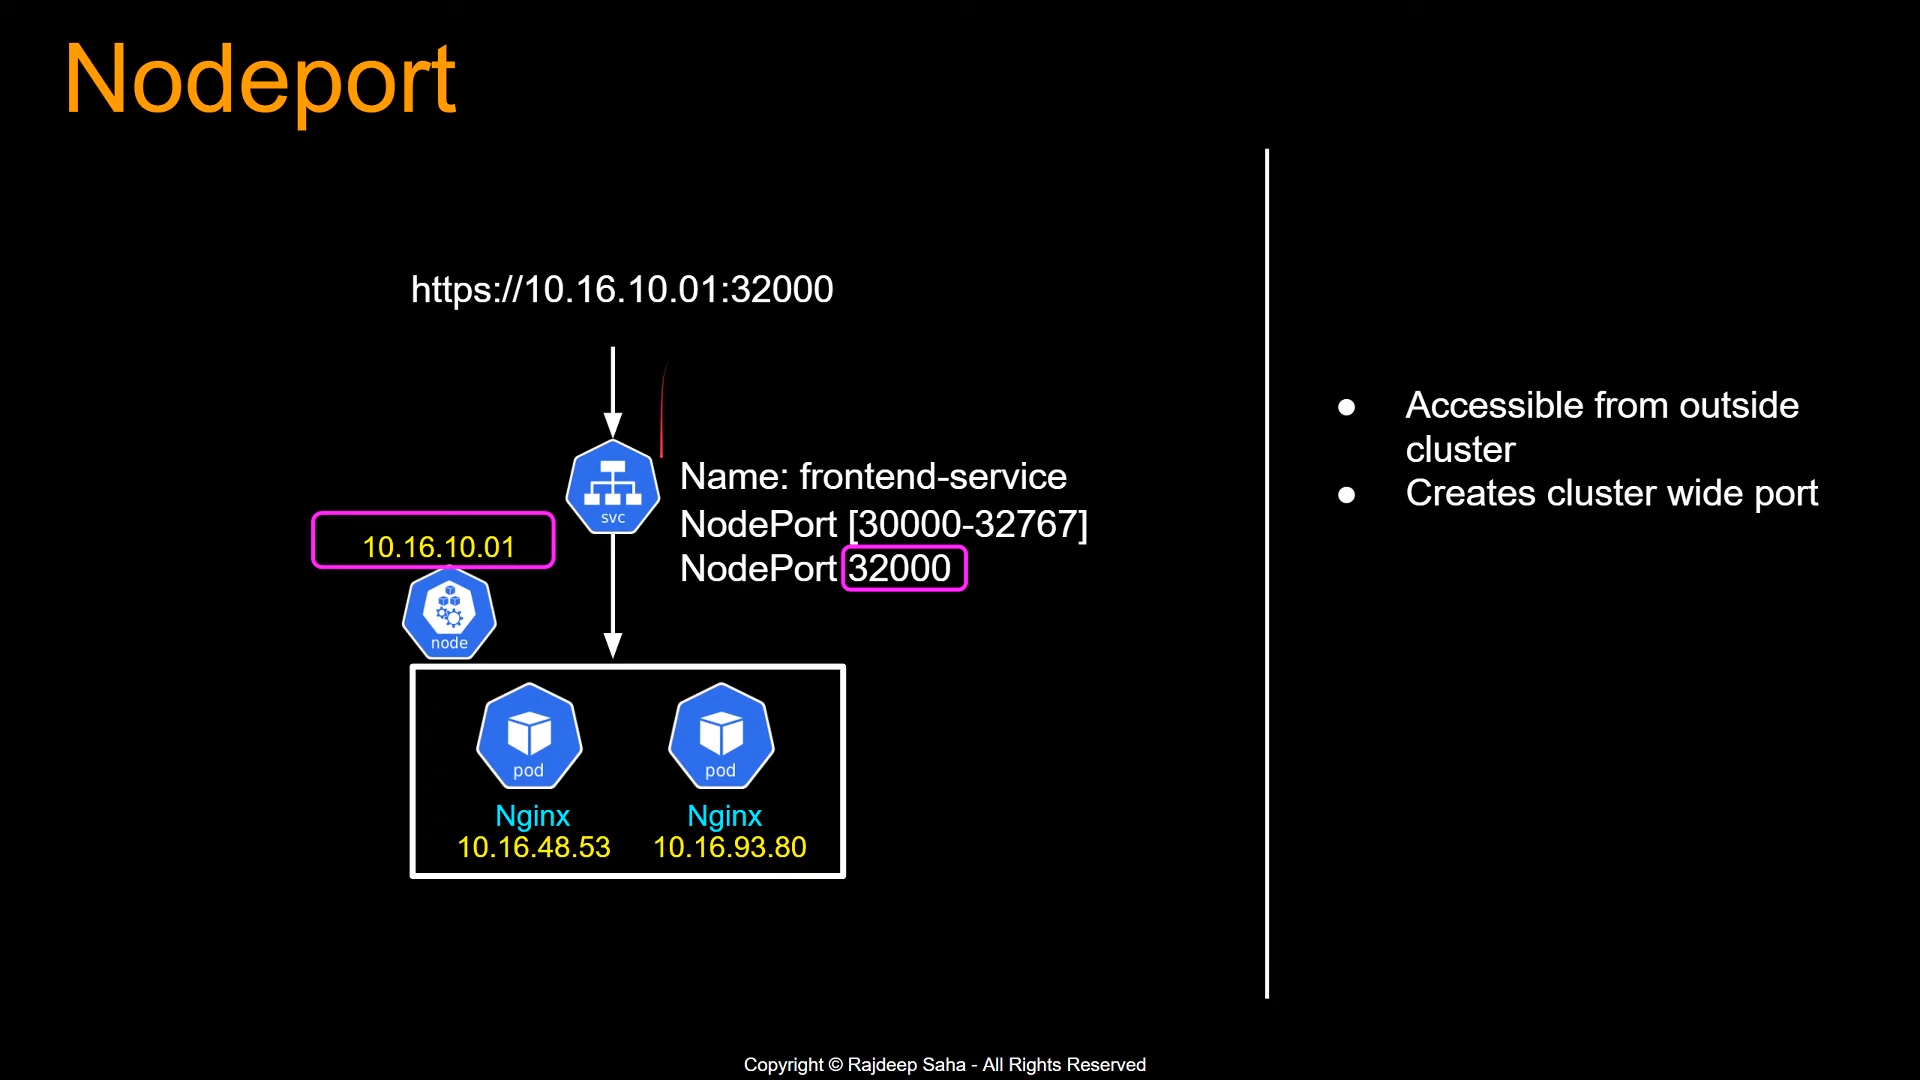 Nodeport
https://10.16.10.01:32000
svc
Name: frontend-service
NodePort [30000-32767]
NodePort 32000
10.16.10.01
node
pod
pod
Nginx
Nginx
10.16.48.53
10.16.93.80
● Accessible from outside
cluster
● Creates cluster wide port
Copyright © Rajdeep Saha - All Rights Reserved